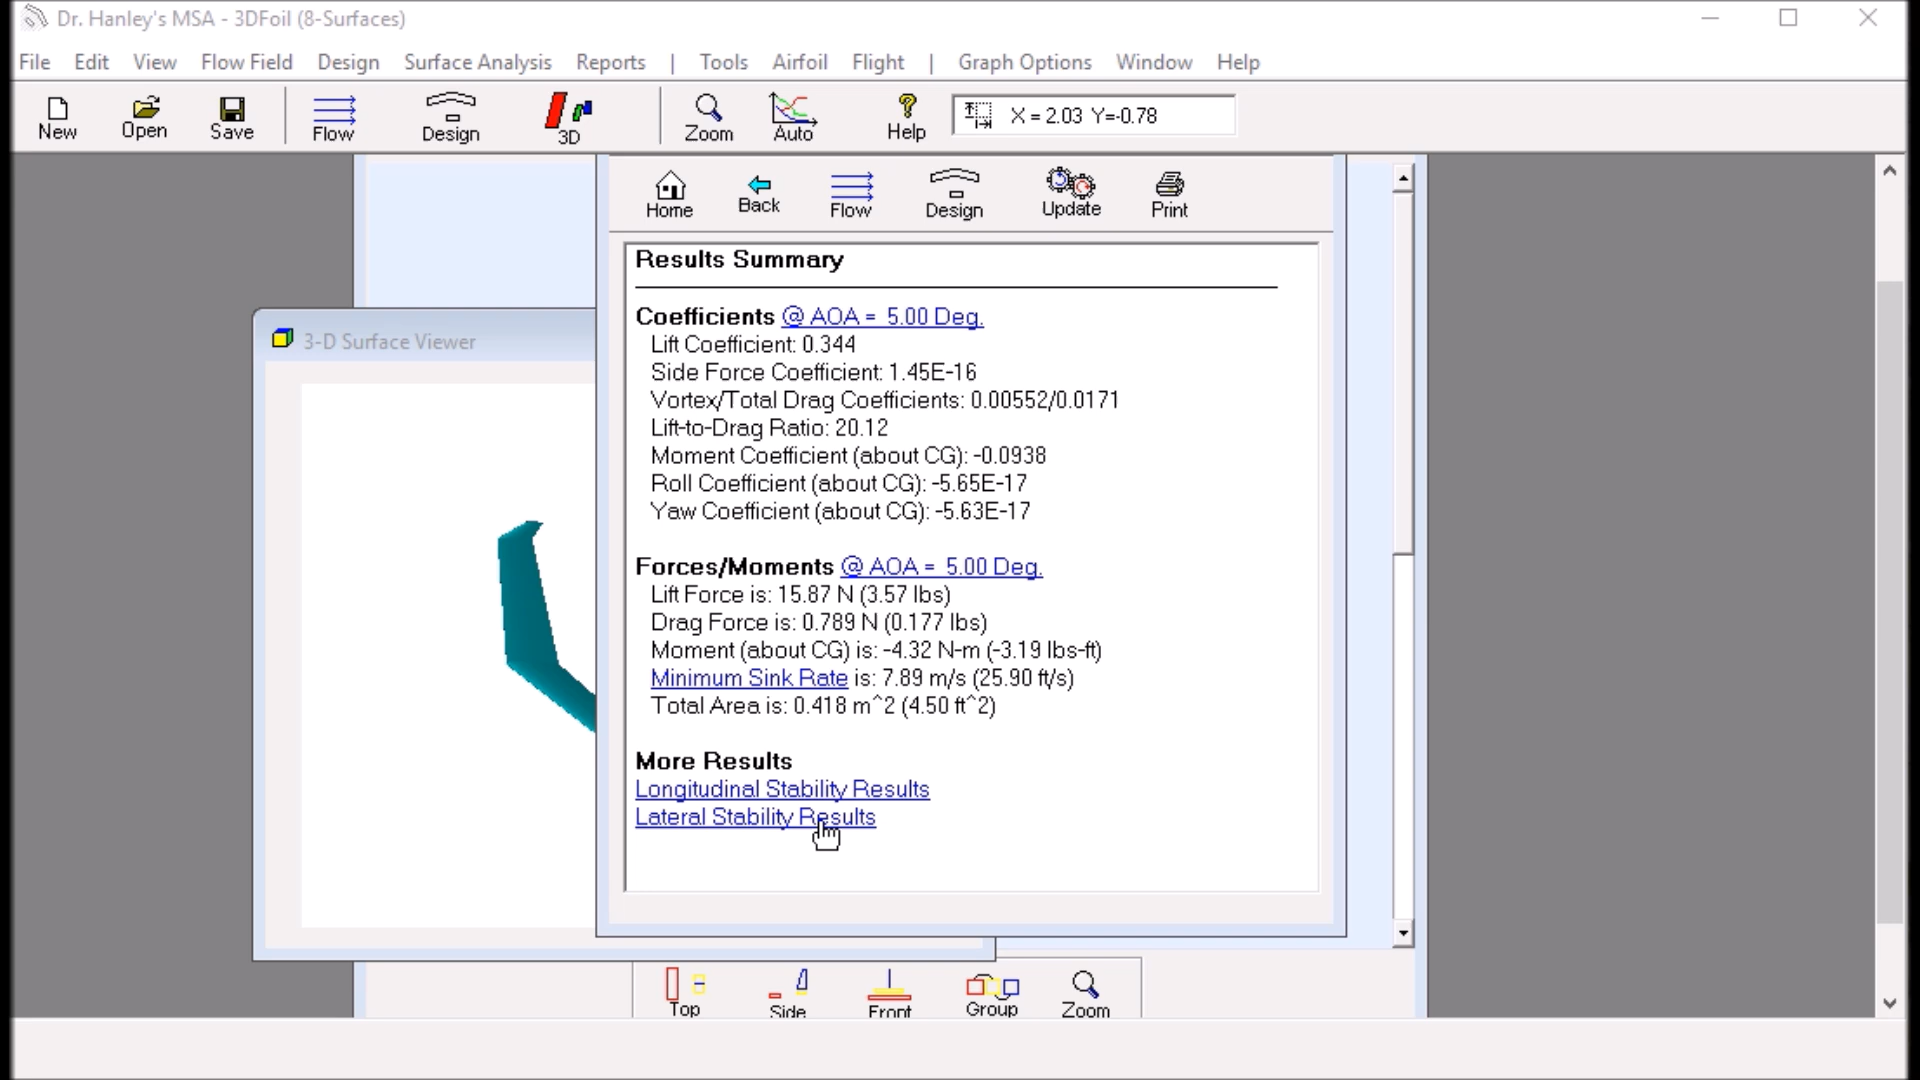 Dr. Hanley's MSA - 3DFoil (8-Surfaces)
File Edit View Flow Field Design Surface Analysis Reports | Tools Airfoil Flight | Graph Options Window Help
New Open Save Flow Design 3D Zoom Auto Help X = 2.03 Y=-0.78
Home Back Flow Design Update Print
Results Summary
Coefficients @ AOA = 5.00 Deg.
Lift Coefficient: 0.344
Side Force Coefficient: 1.45E-16
Vortex/Total Drag Coefficients: 0.00552/0.0171
Lift-to-Drag Ratio: 20.12
Moment Coefficient (about CG): -0.0938
Roll Coefficient (about CG): -5.65E-17
Yaw Coefficient (about CG): -5.63E-17
Forces/Moments @ AOA = 5.00 Deg.
Lift Force is: 15.87 N (3.57 lbs)
Drag Force is: 0.789 N (0.177 lbs)
Moment (about CG) is: -4.32 N-m (-3.19 lbs-ft)
Minimum Sink Rate is: 7.89 m/s (25.90 ft/s)
Total Area is: 0.418 m^2 (4.50 ft^2)
More Results
Longitudinal Stability Results
Lateral Stability Results
3-D Surface Viewer
Top Side Front Group Zoom